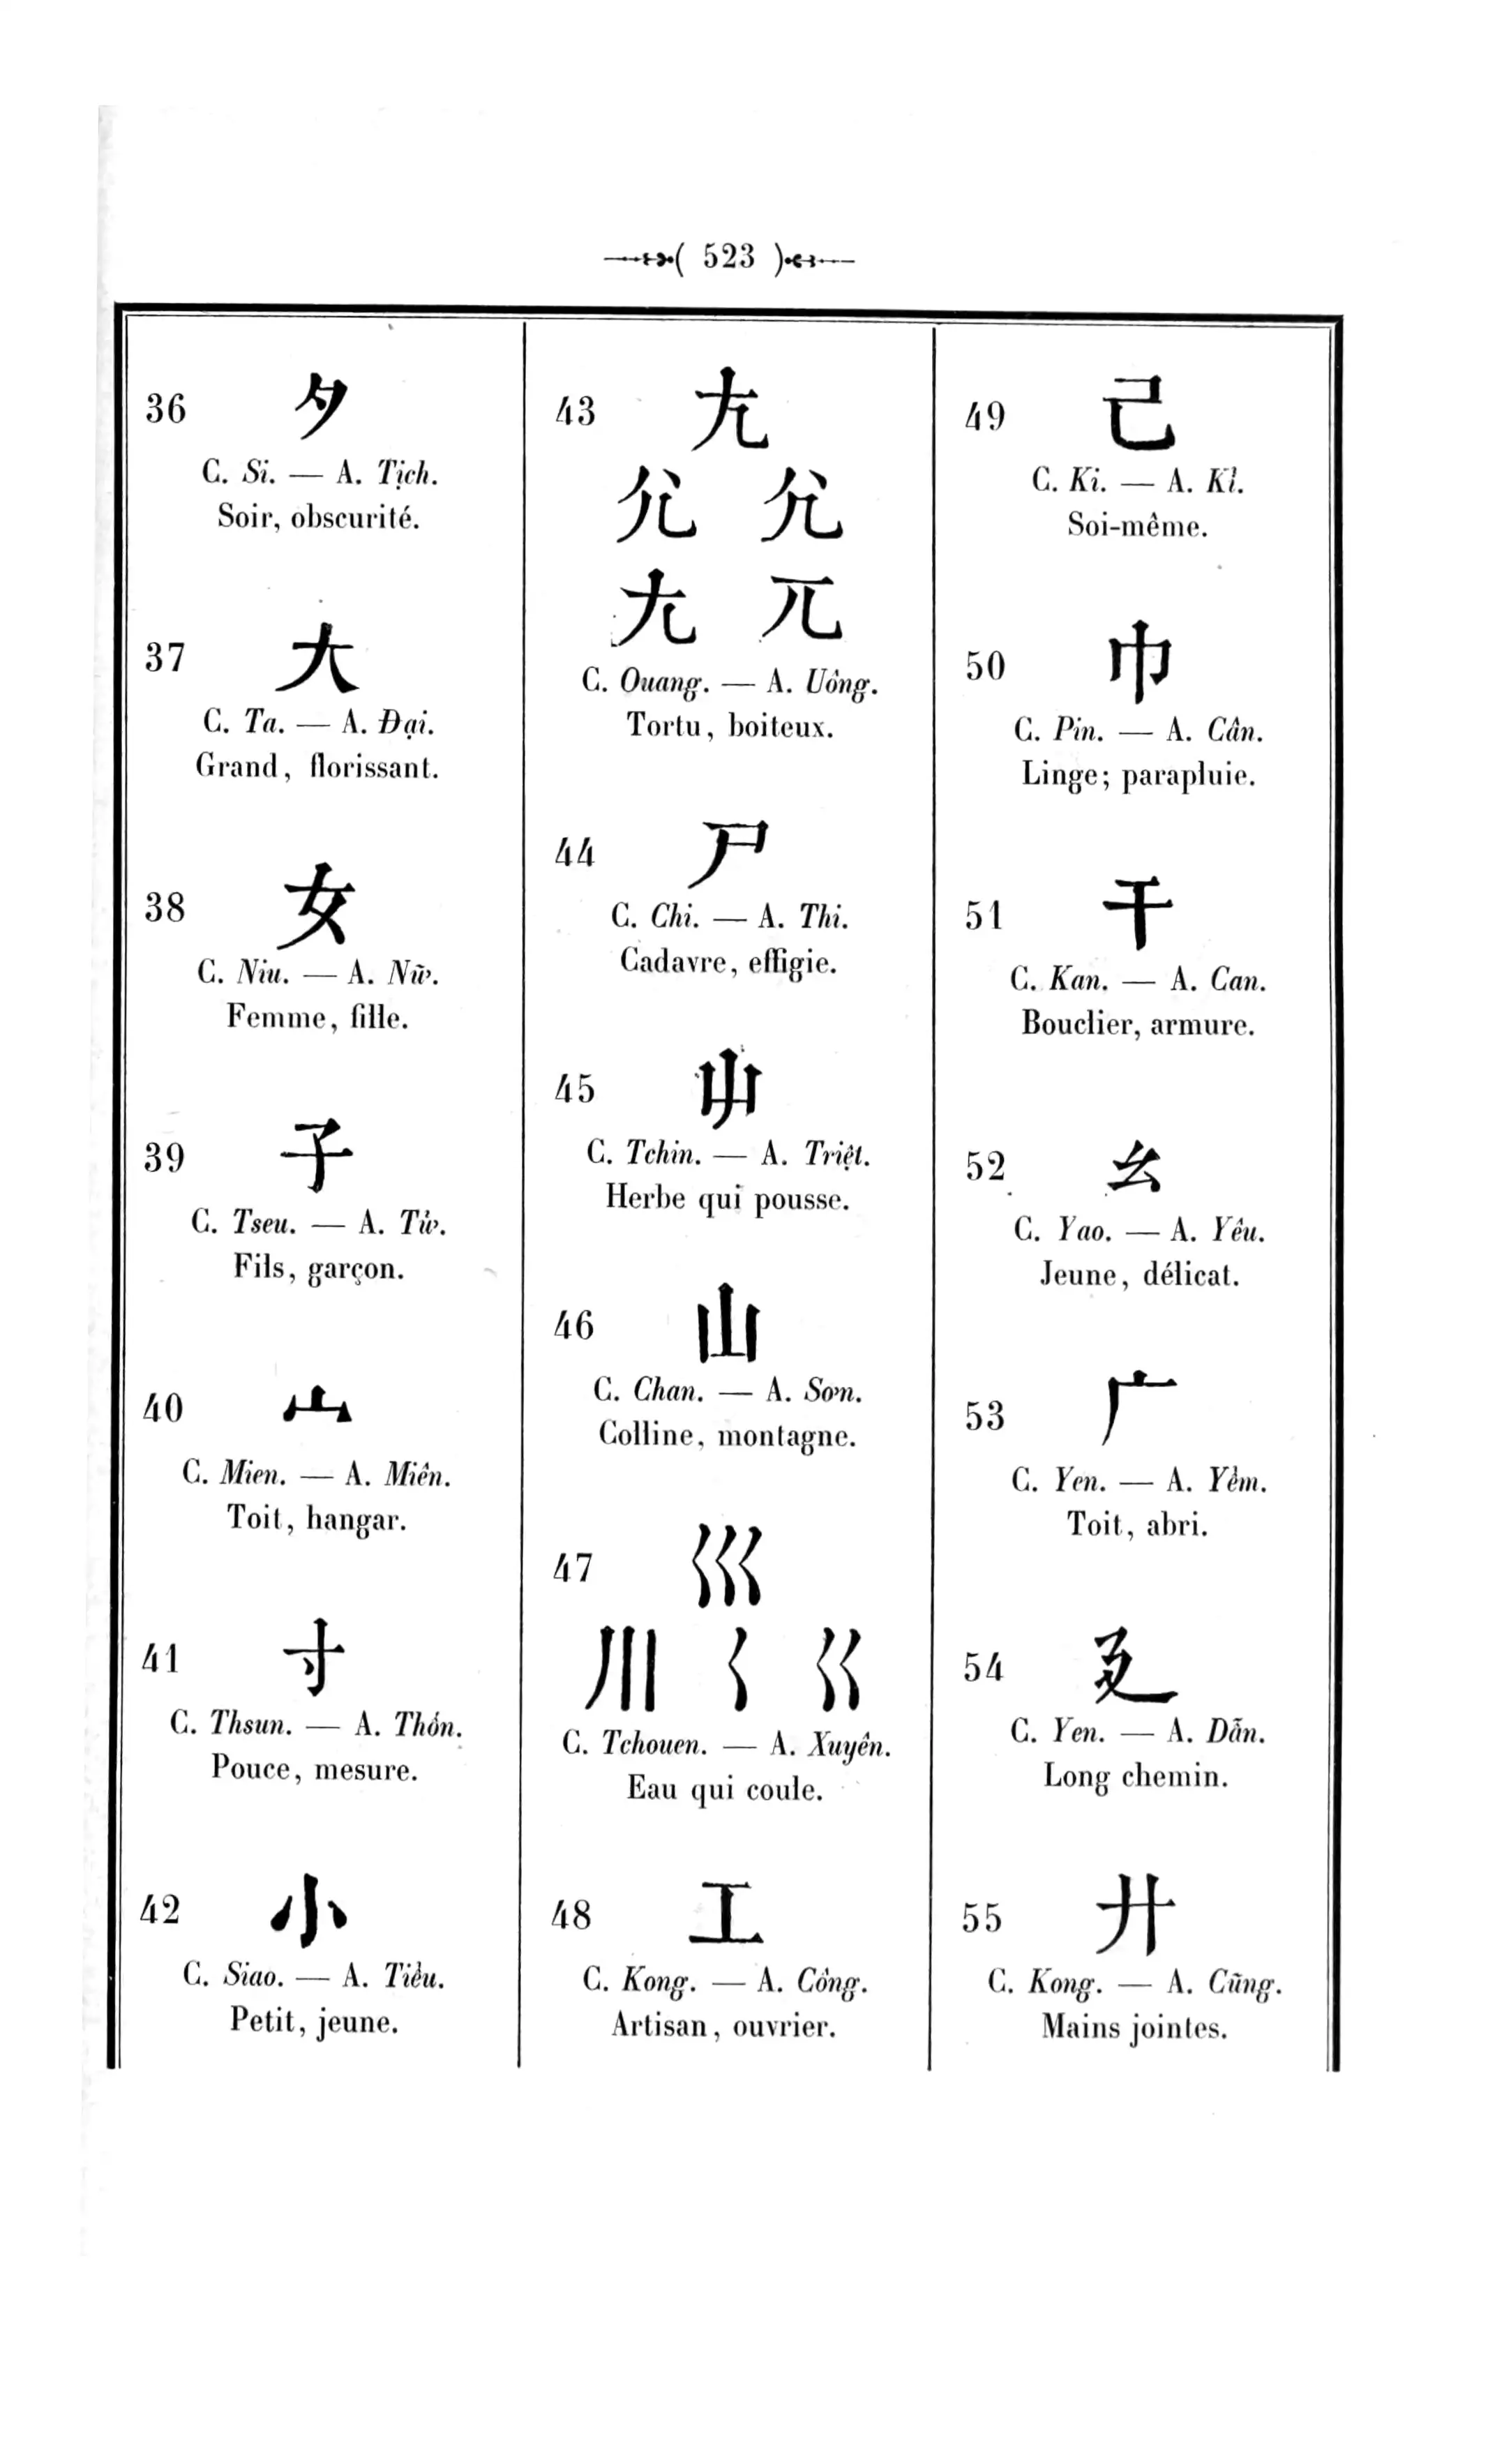 ( 523 )
36 夕
C. Si. — A. Tịch.
Soir, obscurité.
37 大
C. Ta. — A. Đại.
Grand, florissant.
38 女
C. Niu. — A. Nữ.
Femme, fille.
39 子
C. Tseu. — A. Tử.
Fils, garçon.
40 宀
C. Mien. — A. Miên.
Toit, hangar.
41 寸
C. Thsun. — A. Thốn.
Pouce, mesure.
42 小
C. Siao. — A. Tiểu.
Petit, jeune.
43 尢
尣 尣
尢 兀
C. Ouang. — A. Uông.
Tortu, boiteux.
44 尸
C. Chi. — A. Thi.
Cadavre, effigie.
45 屮
C. Tchin. — A. Triệt.
Herbe qui pousse.
46 山
C. Chan. — A. Sơn.
Colline, montagne.
47 巛
川 𡿨 巜
C. Tchouen. — A. Xuyên.
Eau qui coule.
48 工
C. Kong. — A. Công.
Artisan, ouvrier.
49 己
C. Ki. — A. Kỉ.
Soi-même.
50 巾
C. Pin. — A. Cân.
Linge; parapluie.
51 干
C. Kan. — A. Can.
Bouclier, armure.
52 幺
C. Yao. — A. Yêu.
Jeune, délicat.
53 广
C. Yen. — A. Yểm.
Toit, abri.
54 廴
C. Yen. — A. Dẫn.
Long chemin.
55 廾
C. Kong. — A. Cũng.
Mains jointes.